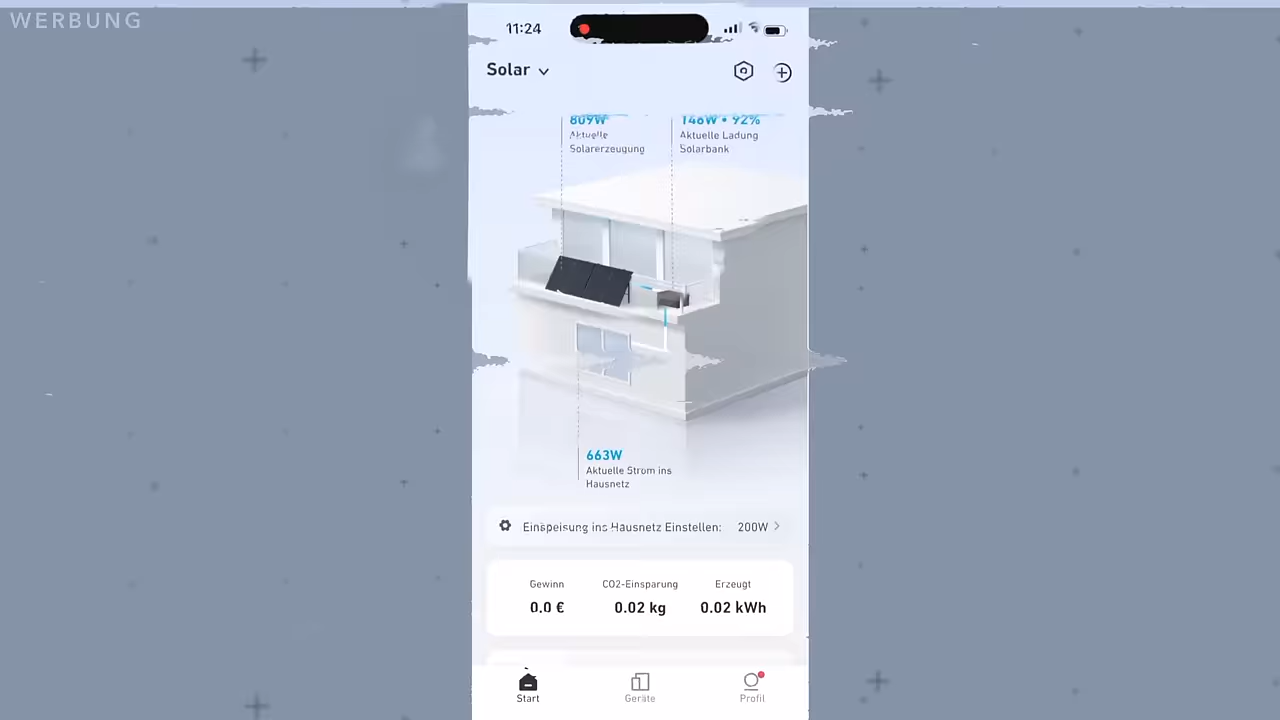 WERBUNG
11:24
Solar
809W
146W • 92%
Aktuelle
Solarerzeugung
Aktuelle Ladung
Solarbank
663W
Aktuelle Strom ins
Hausnetz
Einspeisung ins Hausnetz Einstellen: 200W
Gewinn
CO2-Einsparung
Erzeugt
0.0 €
0.02 kg
0.02 kWh
Start
Geräte
Profil